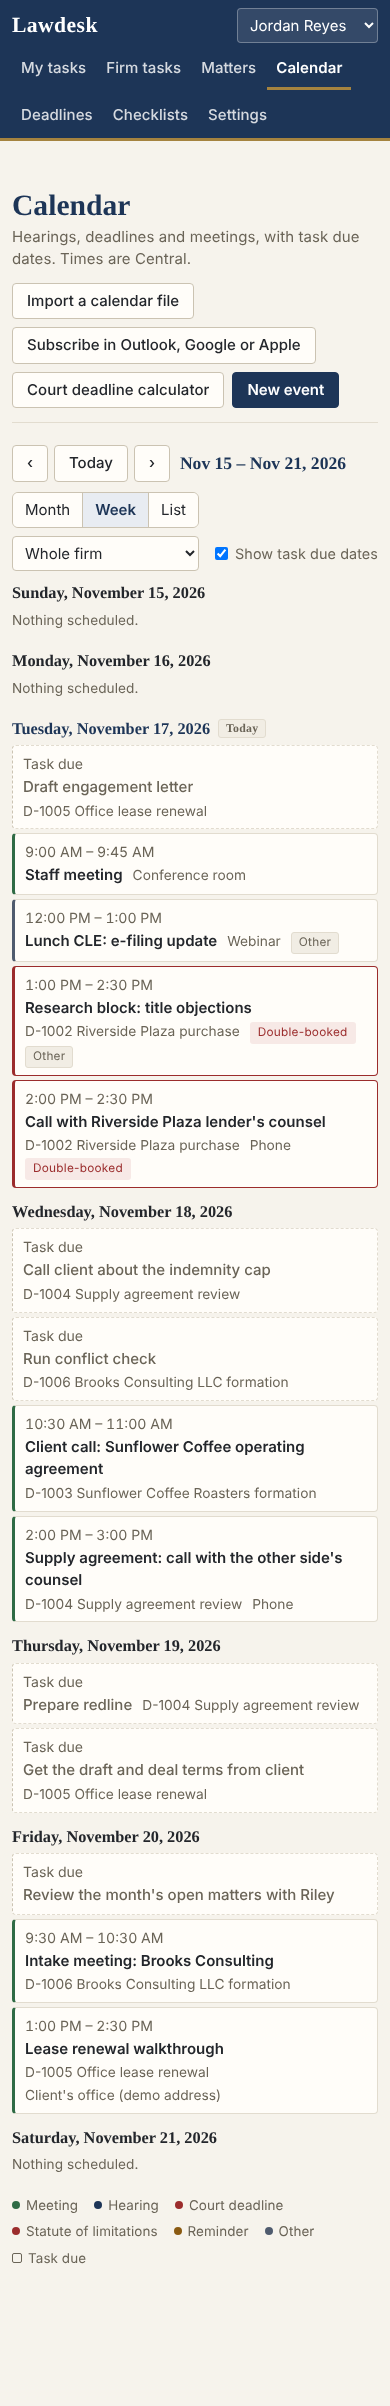 Lawdesk
Jordan Reyes
My tasks Firm tasks Matters Calendar
Deadlines Checklists Settings
Calendar
Hearings, deadlines and meetings, with task due
dates. Times are Central.
Import a calendar file
Subscribe in Outlook, Google or Apple
Court deadline calculator New event
‹ Today › Nov 15 – Nov 21, 2026
Month Week List
Whole firm Show task due dates
Sunday, November 15, 2026
Nothing scheduled.
Monday, November 16, 2026
Nothing scheduled.
Tuesday, November 17, 2026 Today
Task due
Draft engagement letter
D-1005 Office lease renewal
9:00 AM – 9:45 AM
Staff meeting Conference room
12:00 PM – 1:00 PM
Lunch CLE: e-filing update Webinar Other
1:00 PM – 2:30 PM
Research block: title objections
D-1002 Riverside Plaza purchase Double-booked
Other
2:00 PM – 2:30 PM
Call with Riverside Plaza lender's counsel
D-1002 Riverside Plaza purchase Phone
Double-booked
Wednesday, November 18, 2026
Task due
Call client about the indemnity cap
D-1004 Supply agreement review
Task due
Run conflict check
D-1006 Brooks Consulting LLC formation
10:30 AM – 11:00 AM
Client call: Sunflower Coffee operating
agreement
D-1003 Sunflower Coffee Roasters formation
2:00 PM – 3:00 PM
Supply agreement: call with the other side's
counsel
D-1004 Supply agreement review Phone
Thursday, November 19, 2026
Task due
Prepare redline D-1004 Supply agreement review
Task due
Get the draft and deal terms from client
D-1005 Office lease renewal
Friday, November 20, 2026
Task due
Review the month's open matters with Riley
9:30 AM – 10:30 AM
Intake meeting: Brooks Consulting
D-1006 Brooks Consulting LLC formation
1:00 PM – 2:30 PM
Lease renewal walkthrough
D-1005 Office lease renewal
Client's office (demo address)
Saturday, November 21, 2026
Nothing scheduled.
Meeting Hearing Court deadline
Statute of limitations Reminder Other
Task due